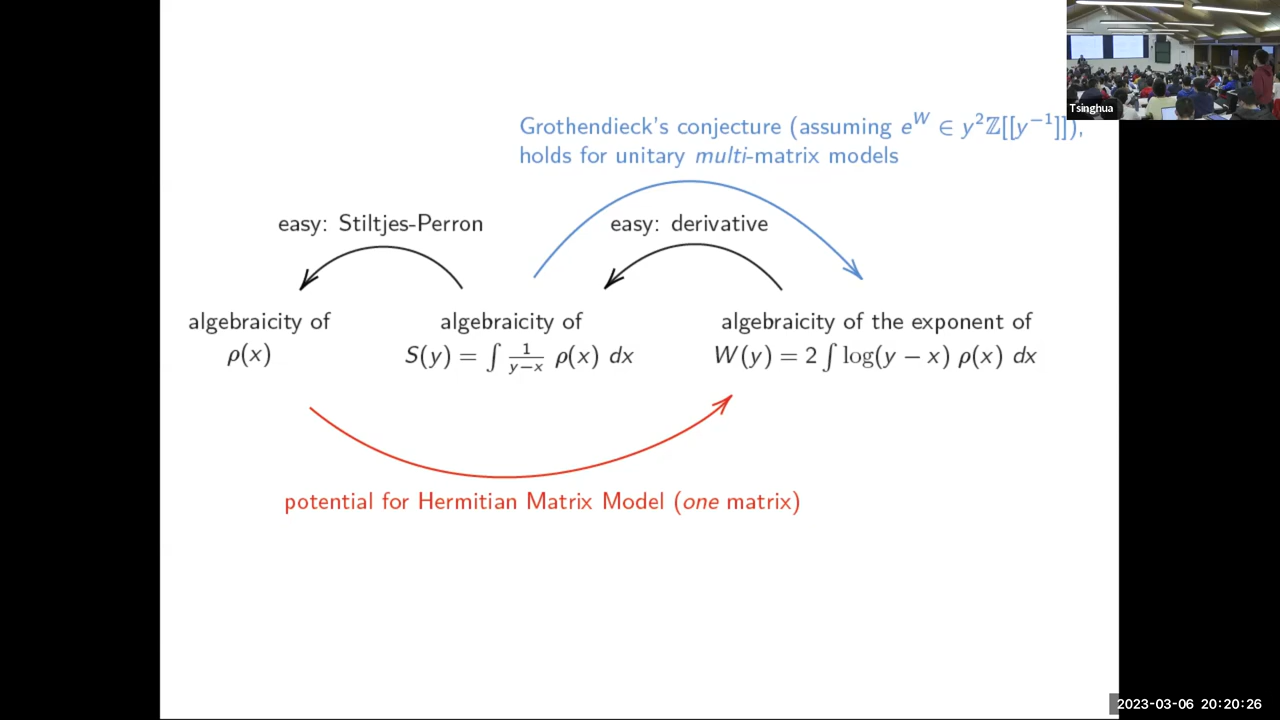 Tsinghua
Grothendieck's conjecture (assuming e^W ∈ y^2ℤ[[y^{-1}]]),
holds for unitary multi-matrix models
easy: Stiltjes-Perron
easy: derivative
algebraicity of
ρ(x)
algebraicity of
S(y) = ∫ 1/(y−x) ρ(x) dx
algebraicity of the exponent of
W(y) = 2 ∫ log(y − x) ρ(x) dx
potential for Hermitian Matrix Model (one matrix)
2023-03-06 20:20:26